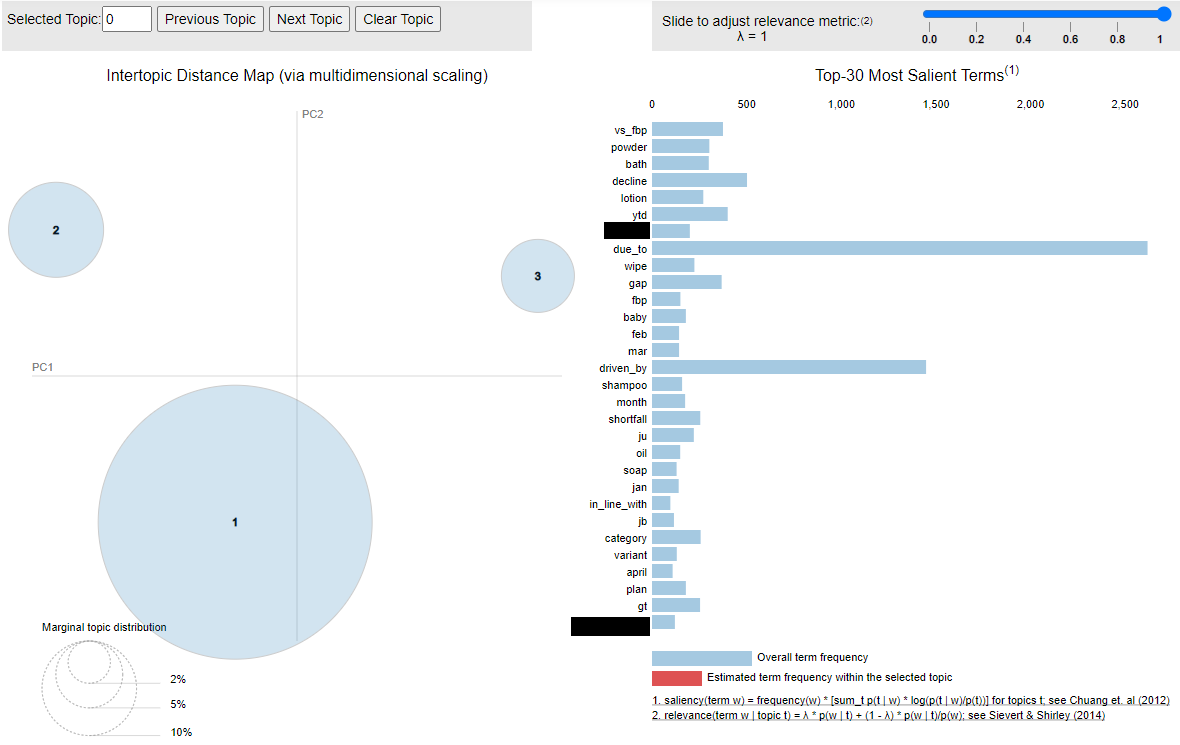 Selected Topic: 0 Previous Topic Next Topic Clear Topic
Slide to adjust relevance metric:(2)
λ = 1
0.0 0.2 0.4 0.6 0.8 1
Intertopic Distance Map (via multidimensional scaling)
PC2
PC1
2
3
1
Marginal topic distribution
2%
5%
10%
Top-30 Most Salient Terms(1)
0 500 1,000 1,500 2,000 2,500
vs_fbp
powder
bath
decline
lotion
ytd
due_to
wipe
gap
fbp
baby
feb
mar
driven_by
shampoo
month
shortfall
ju
oil
soap
jan
in_line_with
jb
category
variant
april
plan
gt
Overall term frequency
Estimated term frequency within the selected topic
1. saliency(term w) = frequency(w) * [sum_t p(t | w) * log(p(t | w)/p(t))] for topics t; see Chuang et. al (2012)
2. relevance(term w | topic t) = λ * p(w | t) + (1 - λ) * p(w | t)/p(w); see Sievert & Shirley (2014)